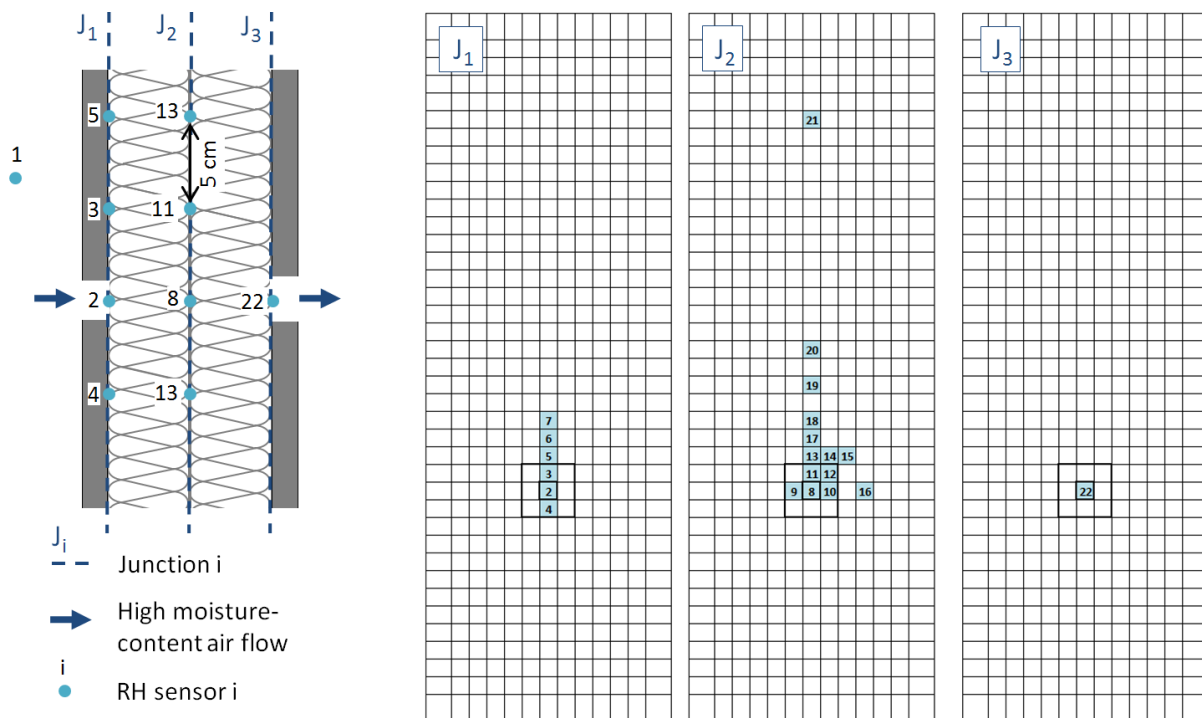 J1 J2 J3
5 13
1
5 cm
3 11
2 8 22
4 13
Ji
Junction i
High moisture-
content air flow
i
RH sensor i
J1
7
6
5
3
2
4
J2
21
20
19
18
17
13 14 15
11 12
9 8 10 16
J3
22